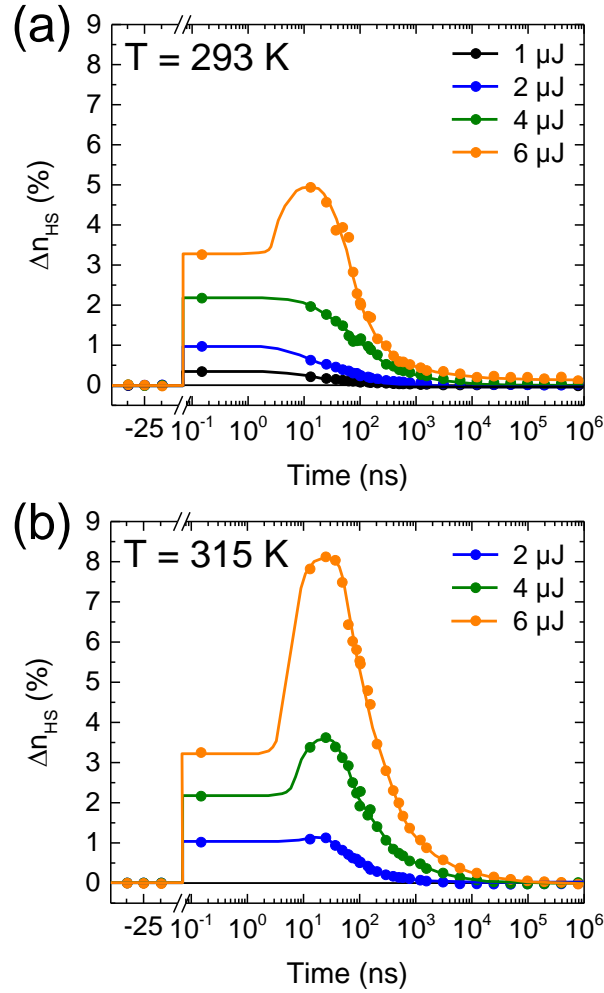 (a)
T = 293 K
1 µJ
2 µJ
4 µJ
6 µJ
9
8
7
6
5
4
3
2
1
0
Δn_HS (%)
-25 10⁻¹ 10⁰ 10¹ 10² 10³ 10⁴ 10⁵ 10⁶
Time (ns)
(b)
T = 315 K
2 µJ
4 µJ
6 µJ
9
8
7
6
5
4
3
2
1
0
Δn_HS (%)
-25 10⁻¹ 10⁰ 10¹ 10² 10³ 10⁴ 10⁵ 10⁶
Time (ns)